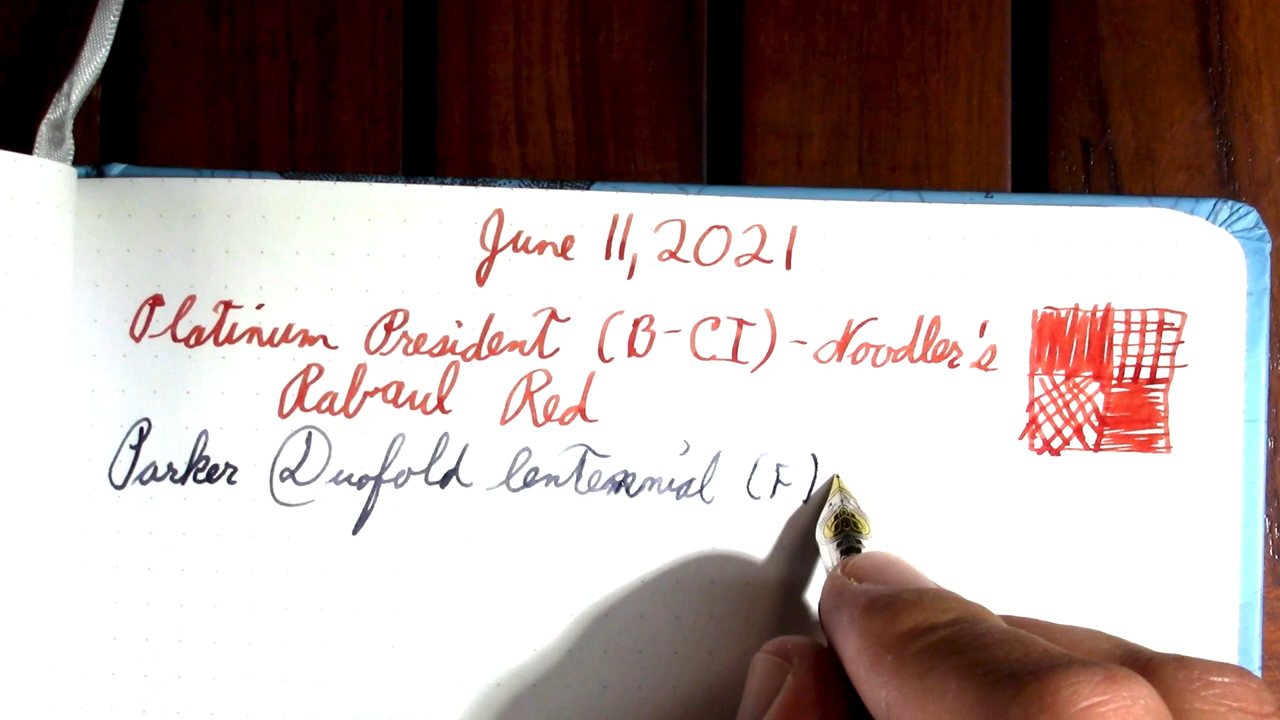 June 11, 2021
Platinum President (B-CI) - Noodler's
Rabaul Red
Parker Duofold Centennial (F)